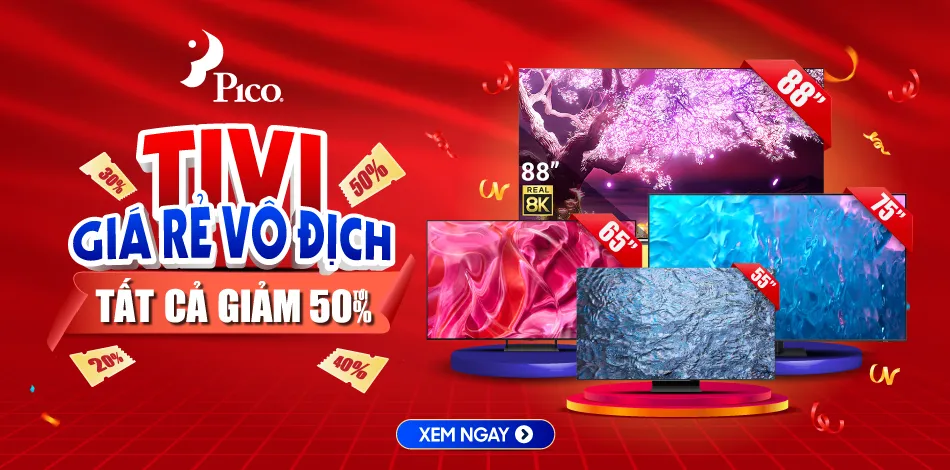 Pico
TIVI
GIÁ RẺ VÔ ĐỊCH
TẤT CẢ GIẢM 50%
30%
50%
20%
40%
88”
88”
REAL
8K
75”
65”
55”
XEM NGAY